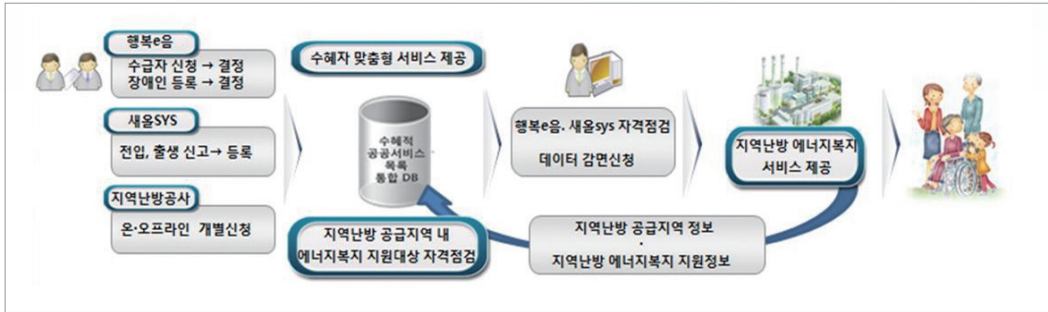 행복e음
수급자 신청 → 결정
장애인 등록 → 결정
새올SYS
전입, 출생 신고→ 등록
지역난방공사
온·오프라인 개별신청
수혜자 맞춤형 서비스 제공
수혜적
공공서비스
목록
통합 DB
지역난방 공급지역 내
에너지복지 지원대상 자격점검
행복e음. 새올sys 자격점검
데이터 감면신청
지역난방 에너지복지
서비스 제공
지역난방 공급지역 정보
·
지역난방 에너지복지 지원정보